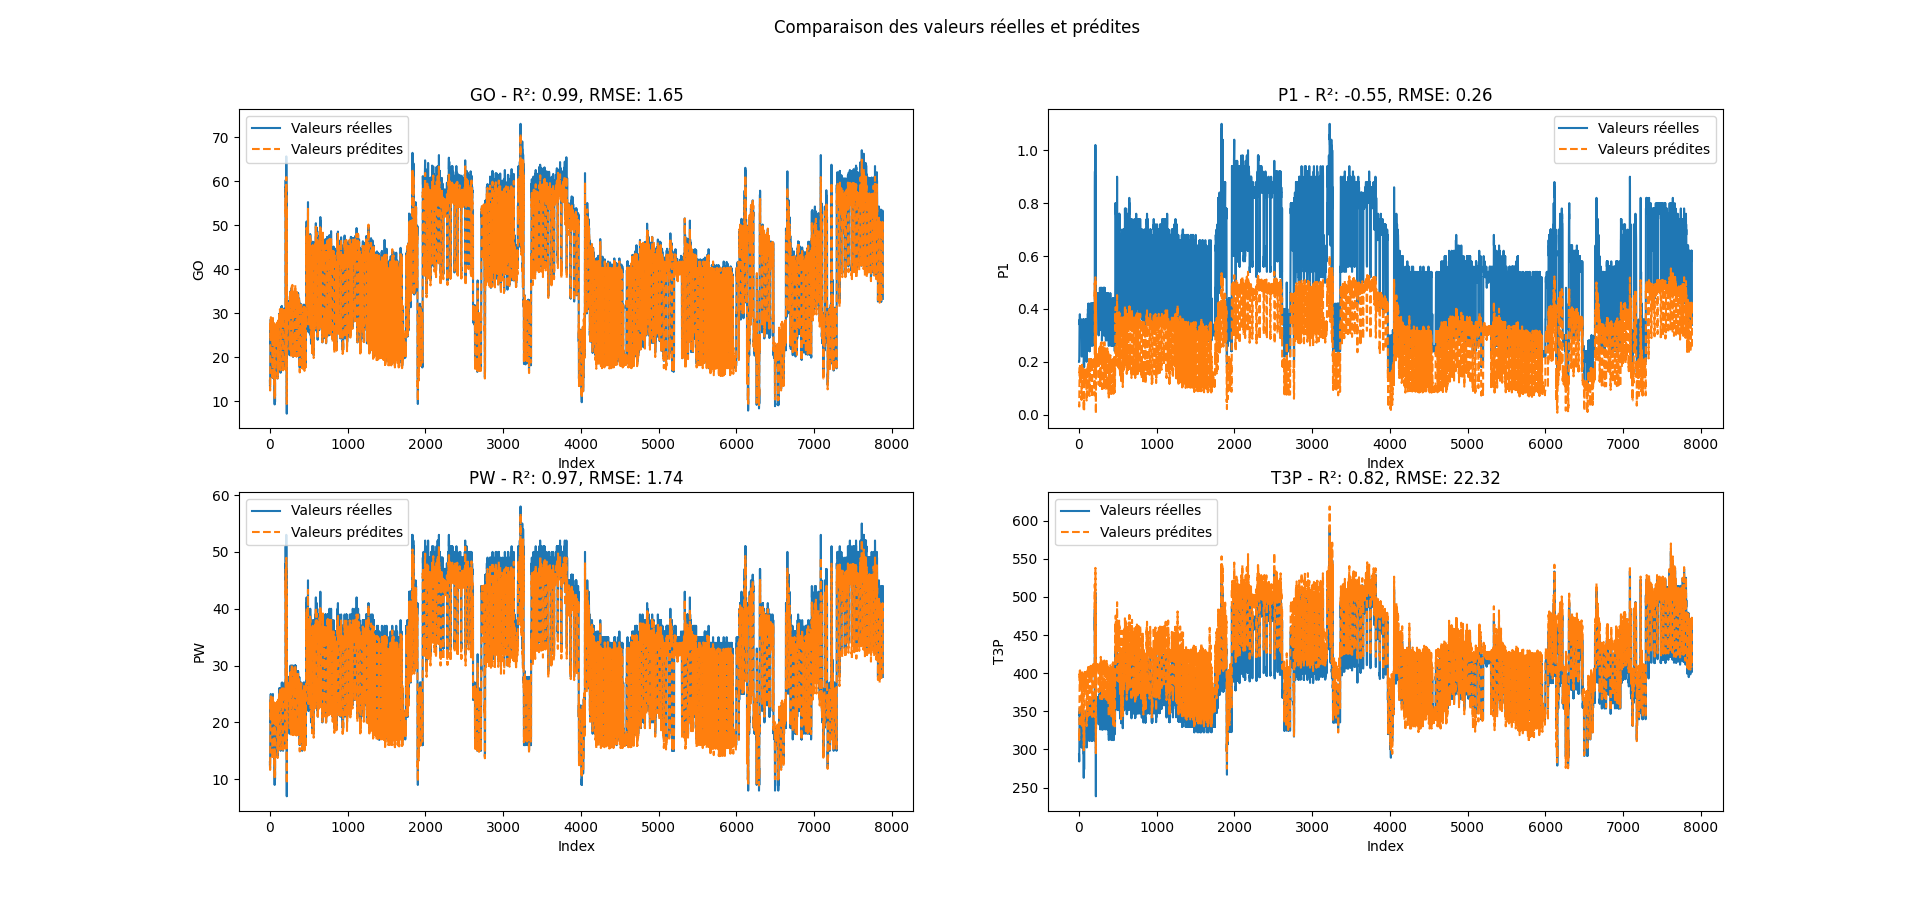 Comparaison des valeurs réelles et prédites
GO - R²: 0.99, RMSE: 1.65
Valeurs réelles
Valeurs prédites
70
60
50
40
30
20
10
GO
0 1000 2000 3000 4000 5000 6000 7000 8000
Index
P1 - R²: -0.55, RMSE: 0.26
Valeurs réelles
Valeurs prédites
1.0
0.8
0.6
0.4
0.2
0.0
P1
0 1000 2000 3000 4000 5000 6000 7000 8000
Index
PW - R²: 0.97, RMSE: 1.74
Valeurs réelles
Valeurs prédites
60
50
40
30
20
10
PW
0 1000 2000 3000 4000 5000 6000 7000 8000
Index
T3P - R²: 0.82, RMSE: 22.32
Valeurs réelles
Valeurs prédites
600
550
500
450
400
350
300
250
T3P
0 1000 2000 3000 4000 5000 6000 7000 8000
Index